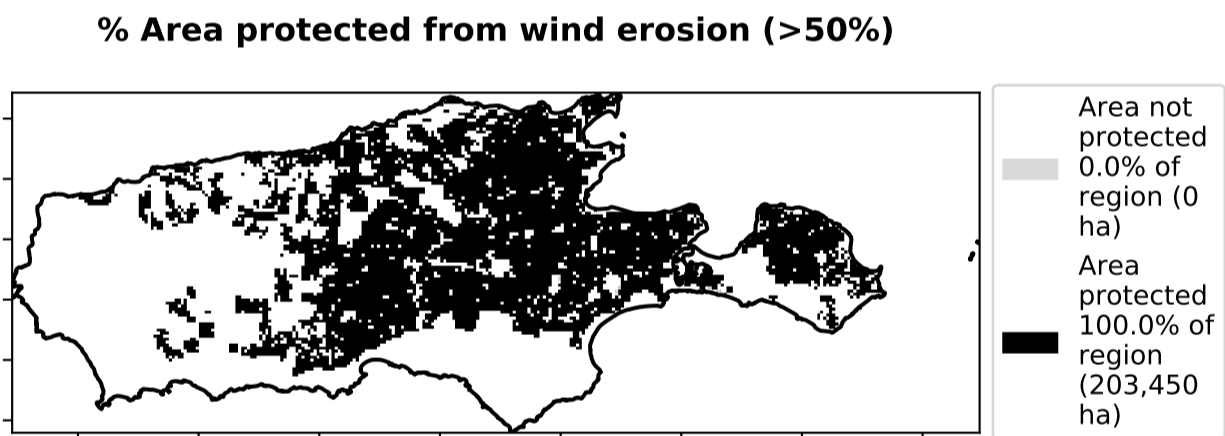 % Area protected from wind erosion (>50%)
Area not
protected
0.0% of
region (0
ha)
Area
protected
100.0% of
region
(203,450
ha)